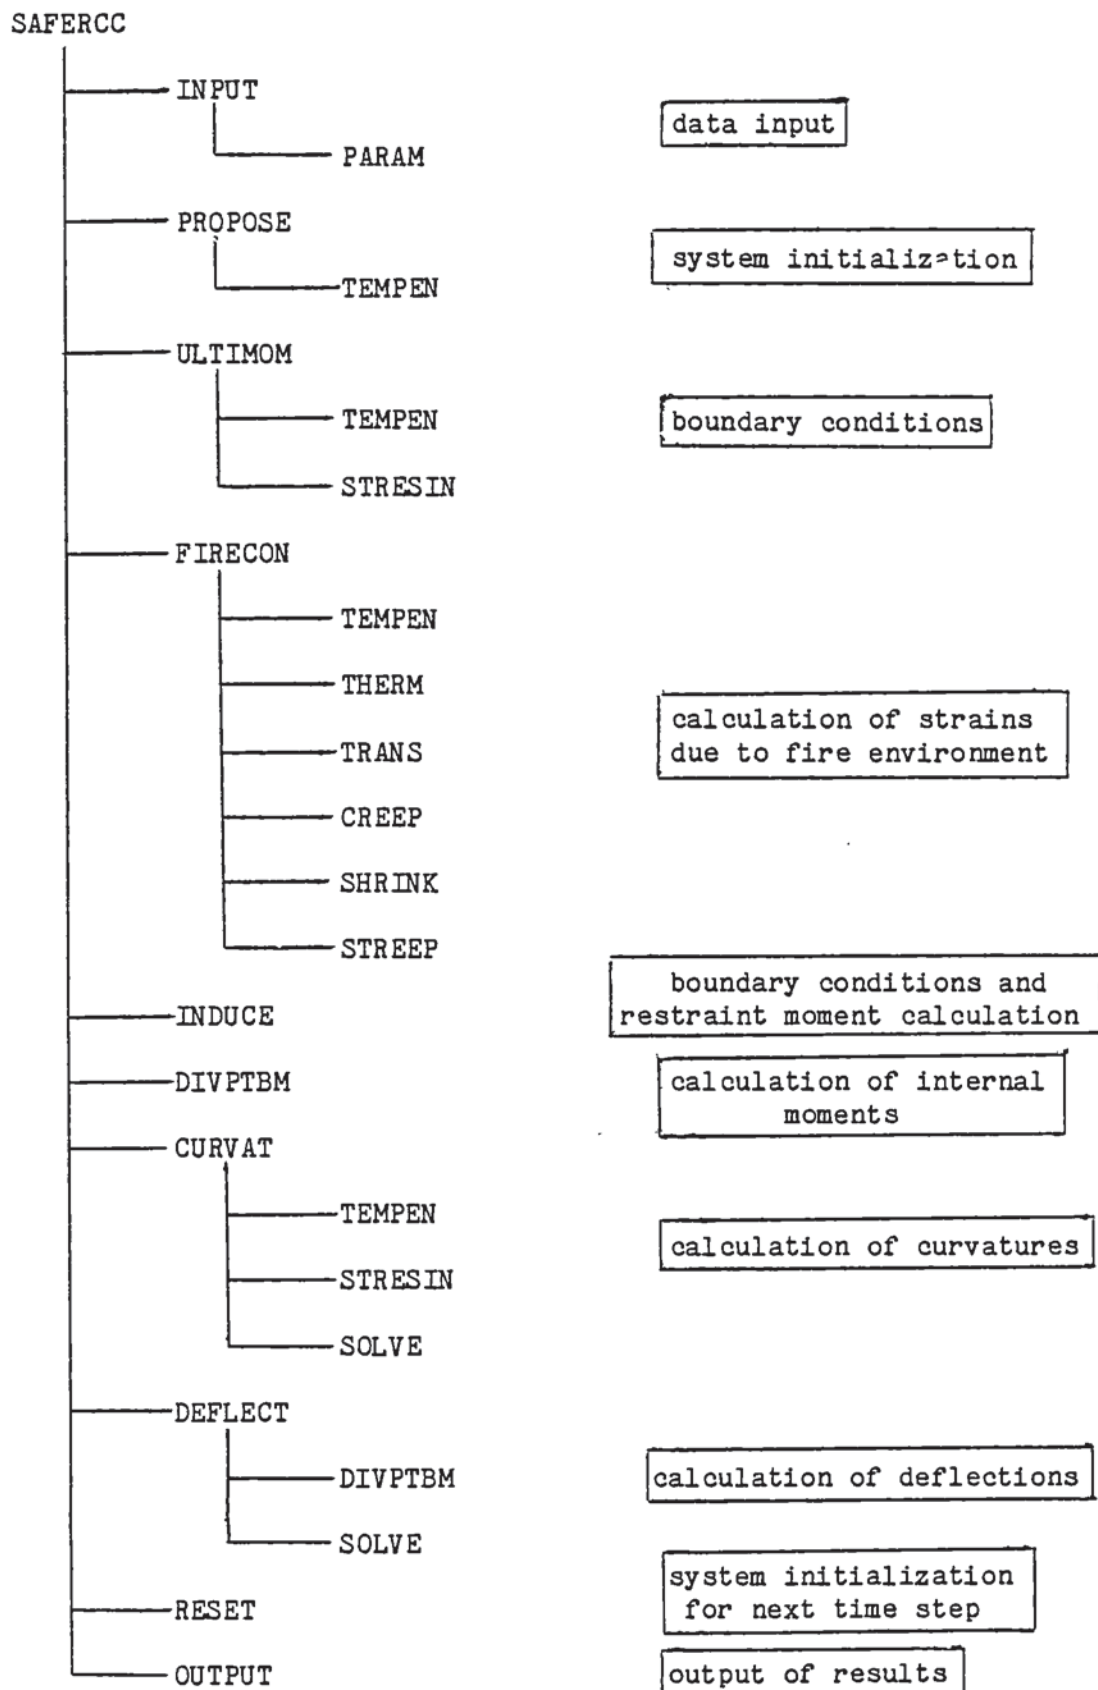 SAFERCC
INPUT
data input
PARAM
PROPOSE
system initialization
TEMPEN
ULTIMOM
TEMPEN
boundary conditions
STRESIN
FIRECON
TEMPEN
THERM
calculation of strains
due to fire environment
TRANS
CREEP
SHRINK
STREEP
boundary conditions and
restraint moment calculation
INDUCE
DIVPTBM
calculation of internal
moments
CURVAT
TEMPEN
calculation of curvatures
STRESIN
SOLVE
DEFLECT
DIVPTBM
calculation of deflections
SOLVE
system initialization
for next time step
RESET
OUTPUT
output of results